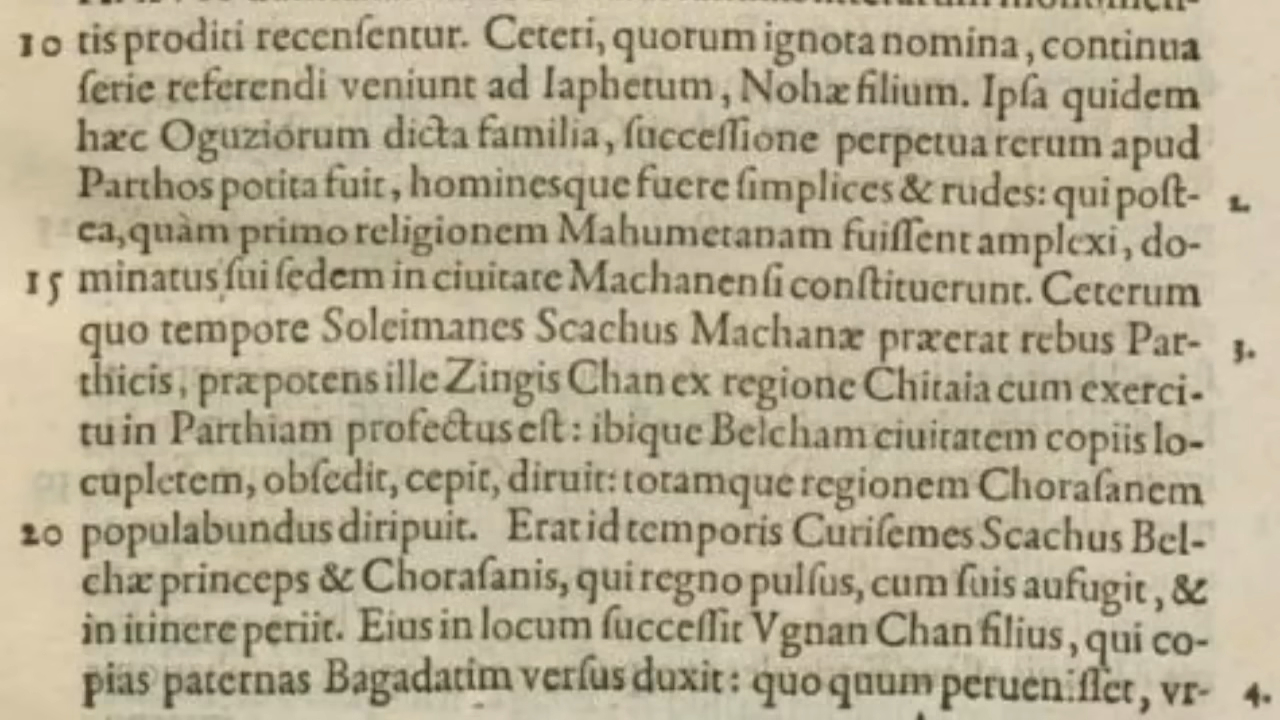 10 tis proditi recenſentur. Ceteri, quorum ignota nomina, continua
ſerie referendi veniunt ad Iaphetum, Nohæ filium. Ipſa quidem
hæc Oguziorum dicta familia, ſucceſſione perpetua rerum apud
Parthos potita fuit, hominesque fuere ſimplices & rudes: qui poſt- 2.
ea, quàm primo religionem Mahumetanam fuiſſent amplexi, do-
15 minatus ſui ſedem in ciuitate Machanenſi conſtituerunt. Ceterum
quo tempore Soleimanes Scachus Machanæ præerat rebus Par- 3.
thicis, præpotens ille Zingis Chan ex regione Chitaia cum exerci-
tu in Parthiam profectus eſt: ibique Belcham ciuitatem copiis lo-
cupletem, obſedit, cepit, diruit: totamque regionem Choraſanem
20 populabundus diripuit. Erat id temporis Curiſemes Scachus Bel-
chæ princeps & Choraſanis, qui regno pulſus, cum ſuis aufugit, &
in itinere periit. Eius in locum ſucceſſit Vgnan Chan filius, qui co-
pias paternas Bagadatim verſus duxit: quo quum perueniſſet, vr- 4.